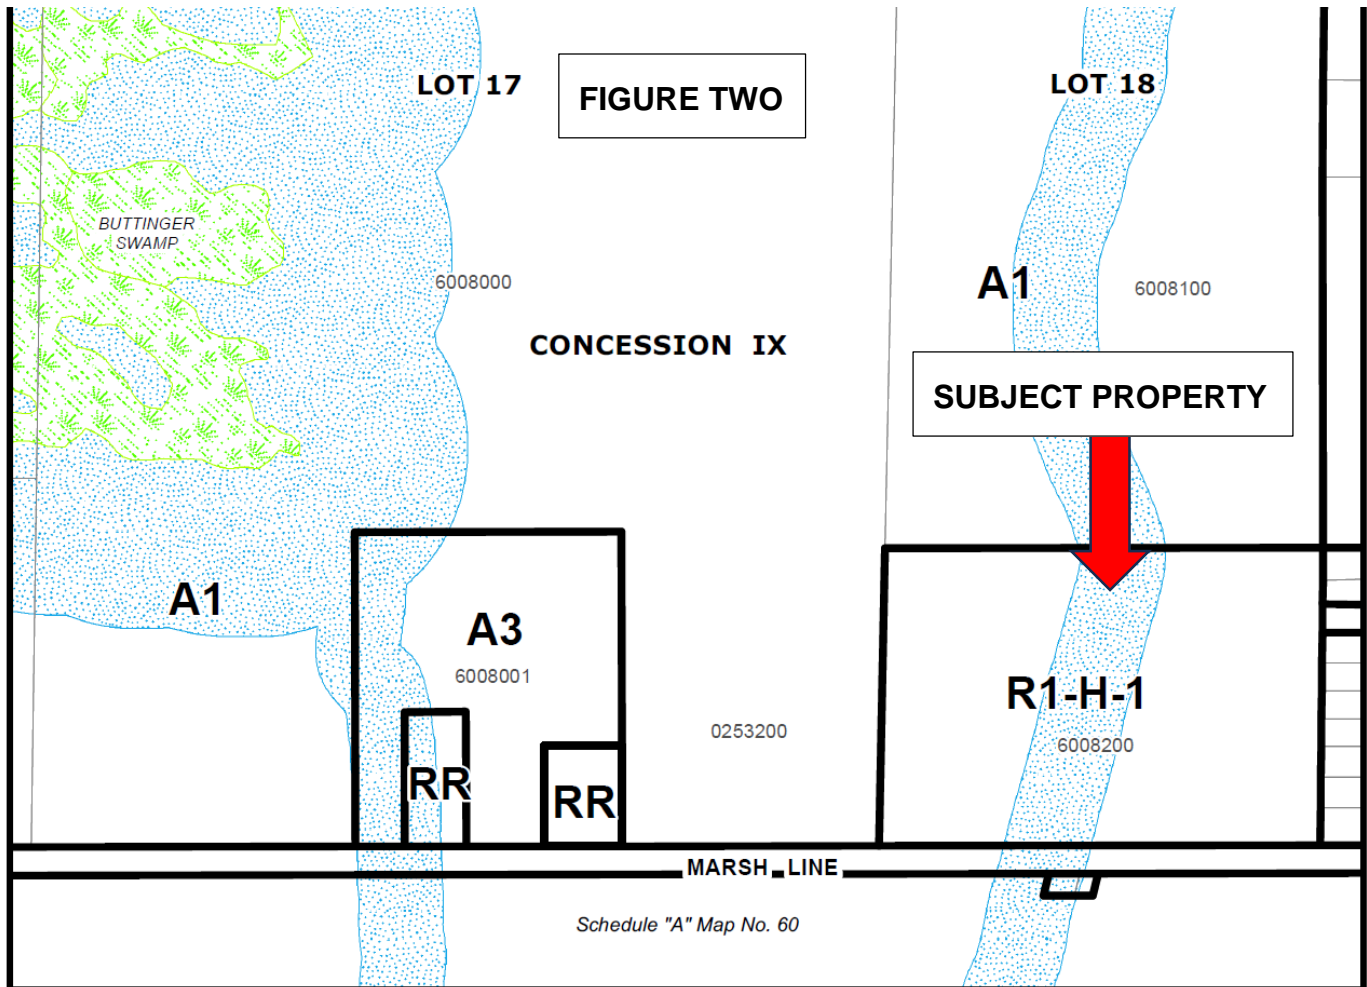 LOT 17
FIGURE TWO
LOT 18
BUTTINGER
SWAMP
6008000
A1
6008100
CONCESSION IX
SUBJECT PROPERTY
A1
A3
6008001
R1-H-1
0253200
6008200
RR
RR
MARSH LINE
Schedule "A" Map No. 60